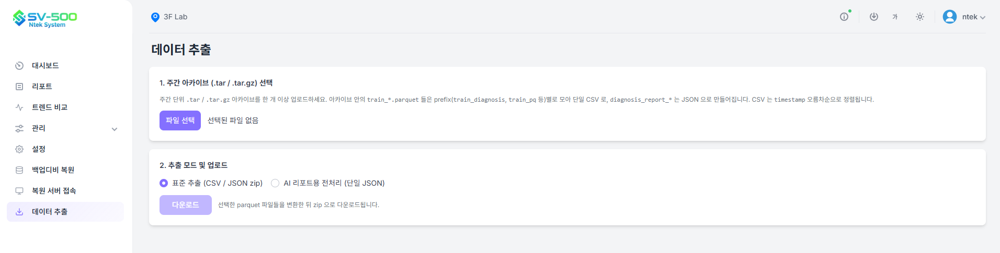 SV-500
Ntek System
3F Lab
가
ntek
대시보드
리포트
트렌드 비교
관리
설정
백업디비 복원
복원 서버 접속
데이터 추출
데이터 추출
1. 주간 아카이브 (.tar / .tar.gz) 선택
주간 단위 .tar / .tar.gz 아카이브를 한 개 이상 업로드하세요. 아카이브 안의 train_*.parquet 들은 prefix(train_diagnosis, train_pq 등)별로 모아 단일 CSV 로, diagnosis_report_* 는 JSON 으로 만들어집니다. CSV 는 timestamp 오름차순으로 정렬됩니다.
파일 선택 선택된 파일 없음
2. 추출 모드 및 업로드
표준 추출 (CSV / JSON zip) AI 리포트용 전처리 (단일 JSON)
다운로드 선택한 parquet 파일들을 변환한 뒤 zip 으로 다운로드됩니다.